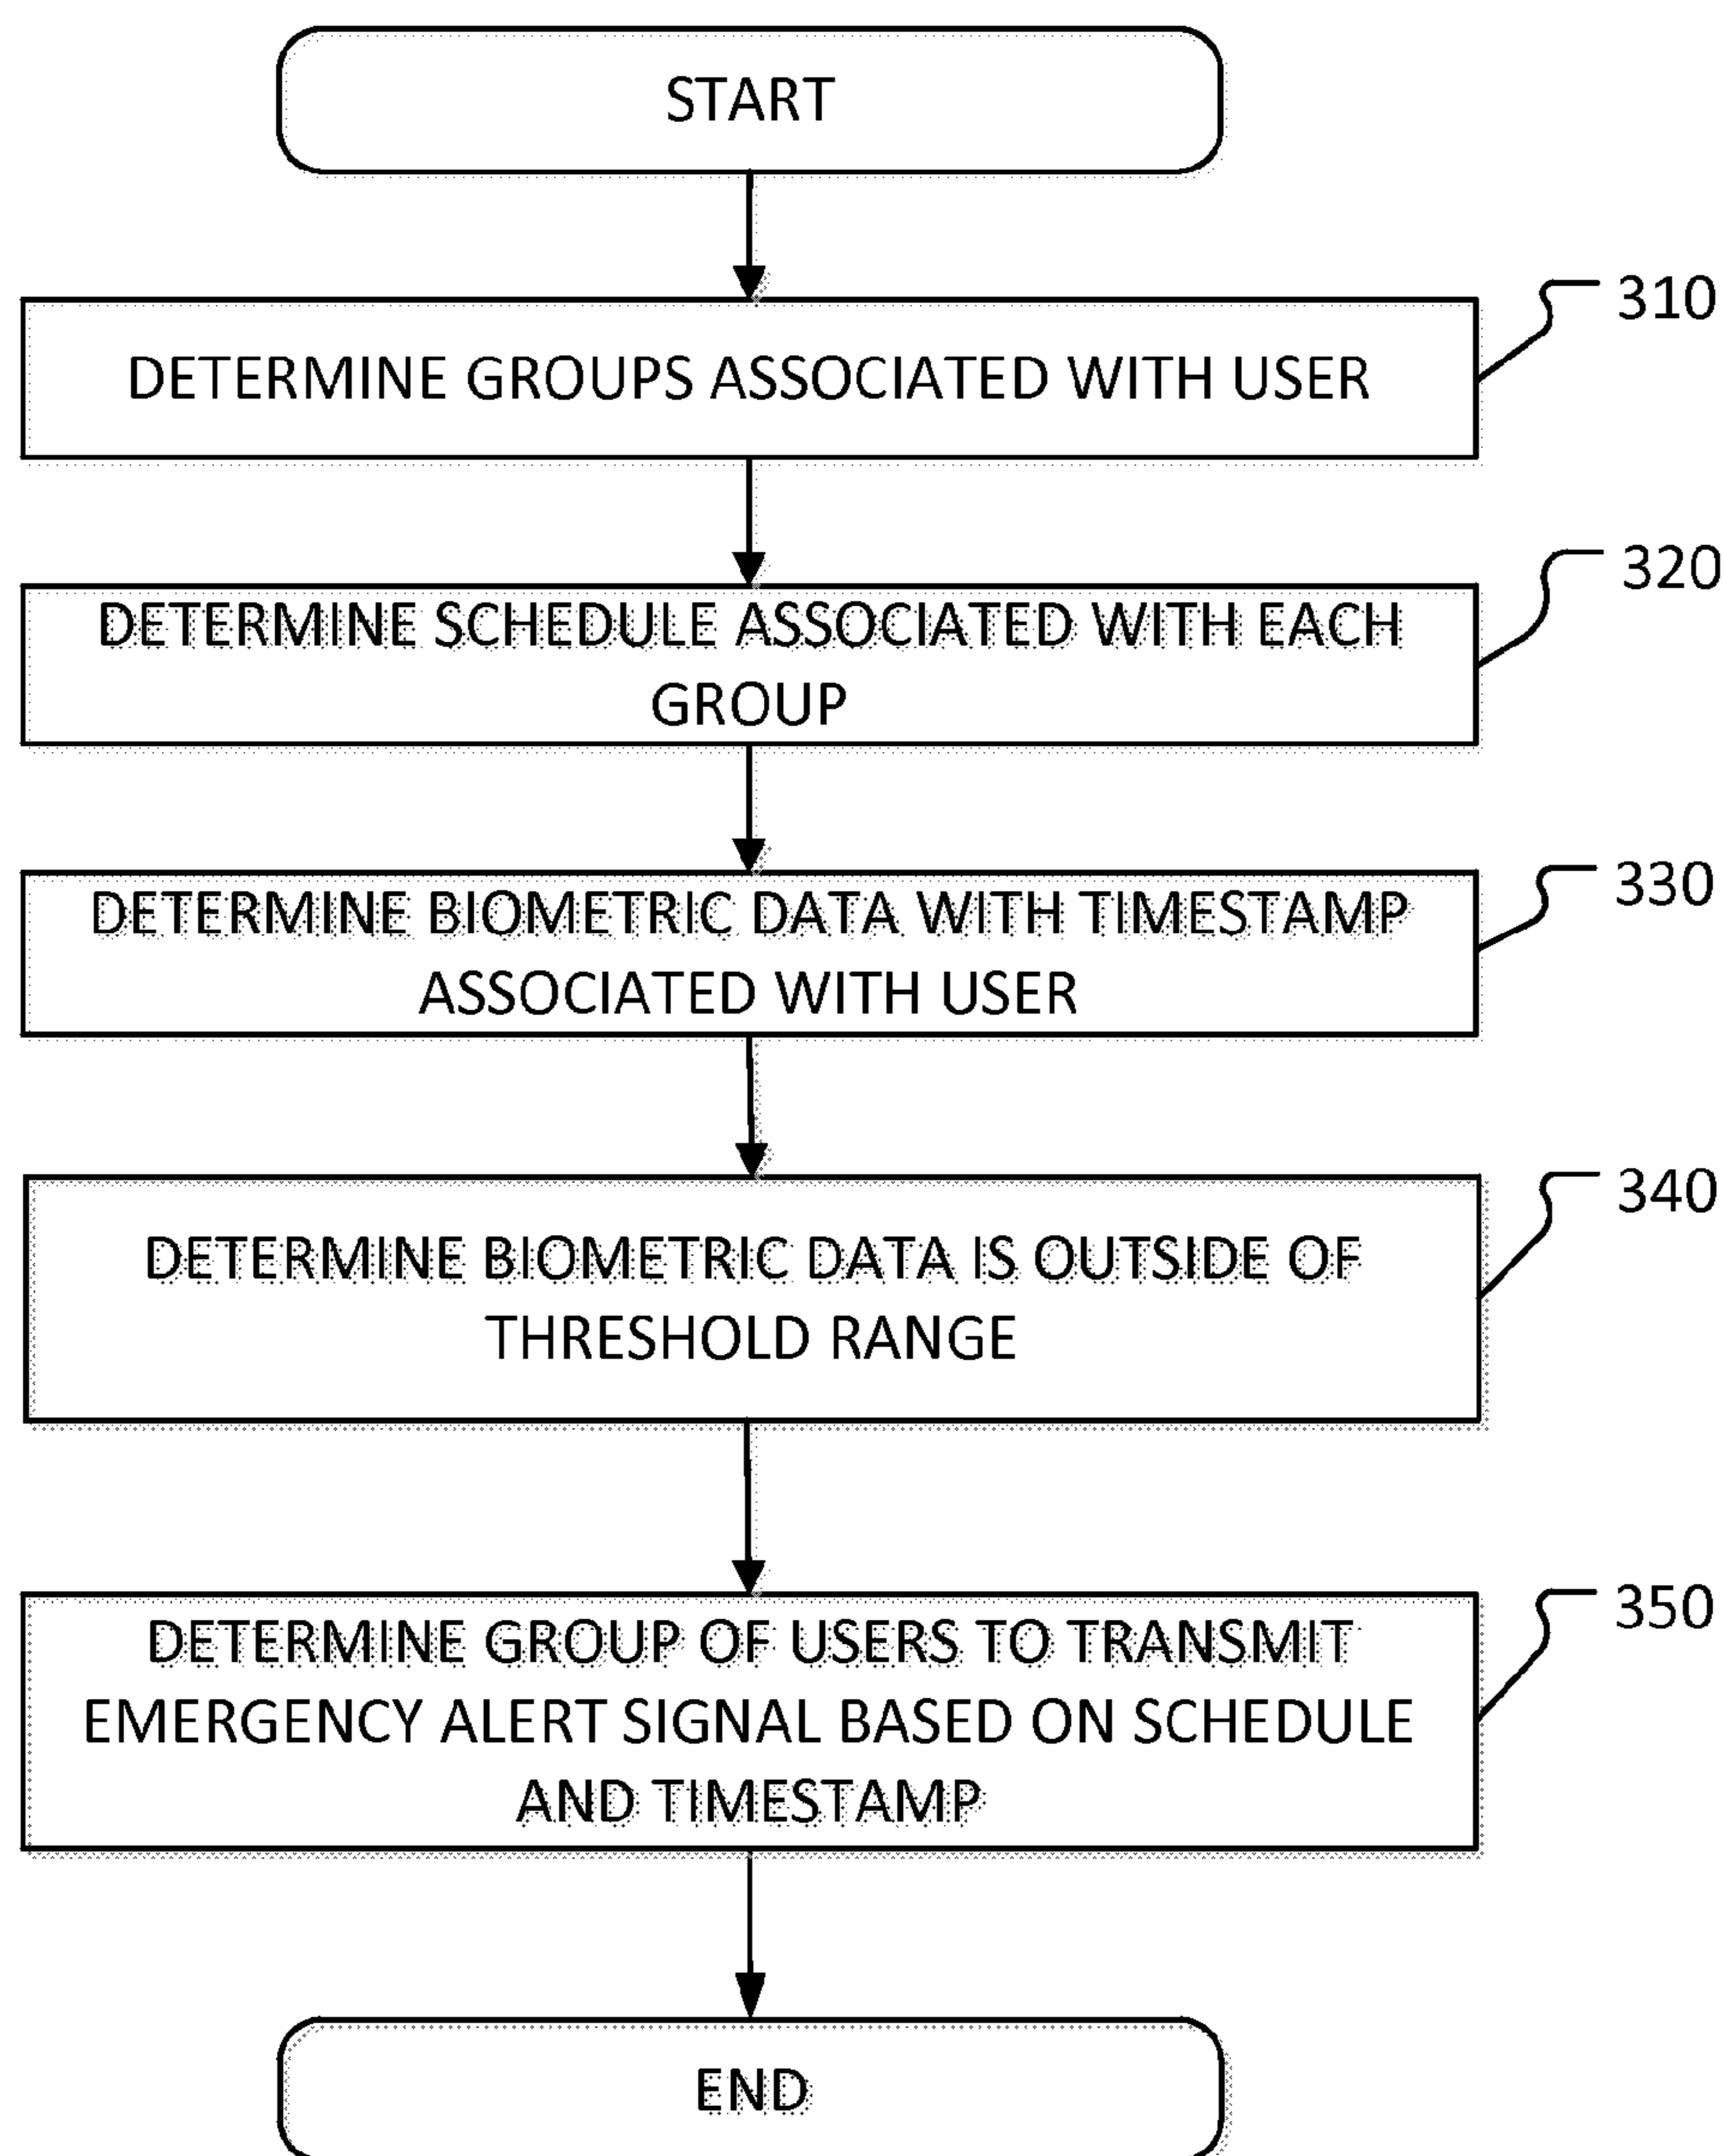 START
310
DETERMINE GROUPS ASSOCIATED WITH USER
320
DETERMINE SCHEDULE ASSOCIATED WITH EACH
GROUP
330
DETERMINE BIOMETRIC DATA WITH TIMESTAMP
ASSOCIATED WITH USER
340
DETERMINE BIOMETRIC DATA IS OUTSIDE OF
THRESHOLD RANGE
350
DETERMINE GROUP OF USERS TO TRANSMIT
EMERGENCY ALERT SIGNAL BASED ON SCHEDULE
AND TIMESTAMP
END